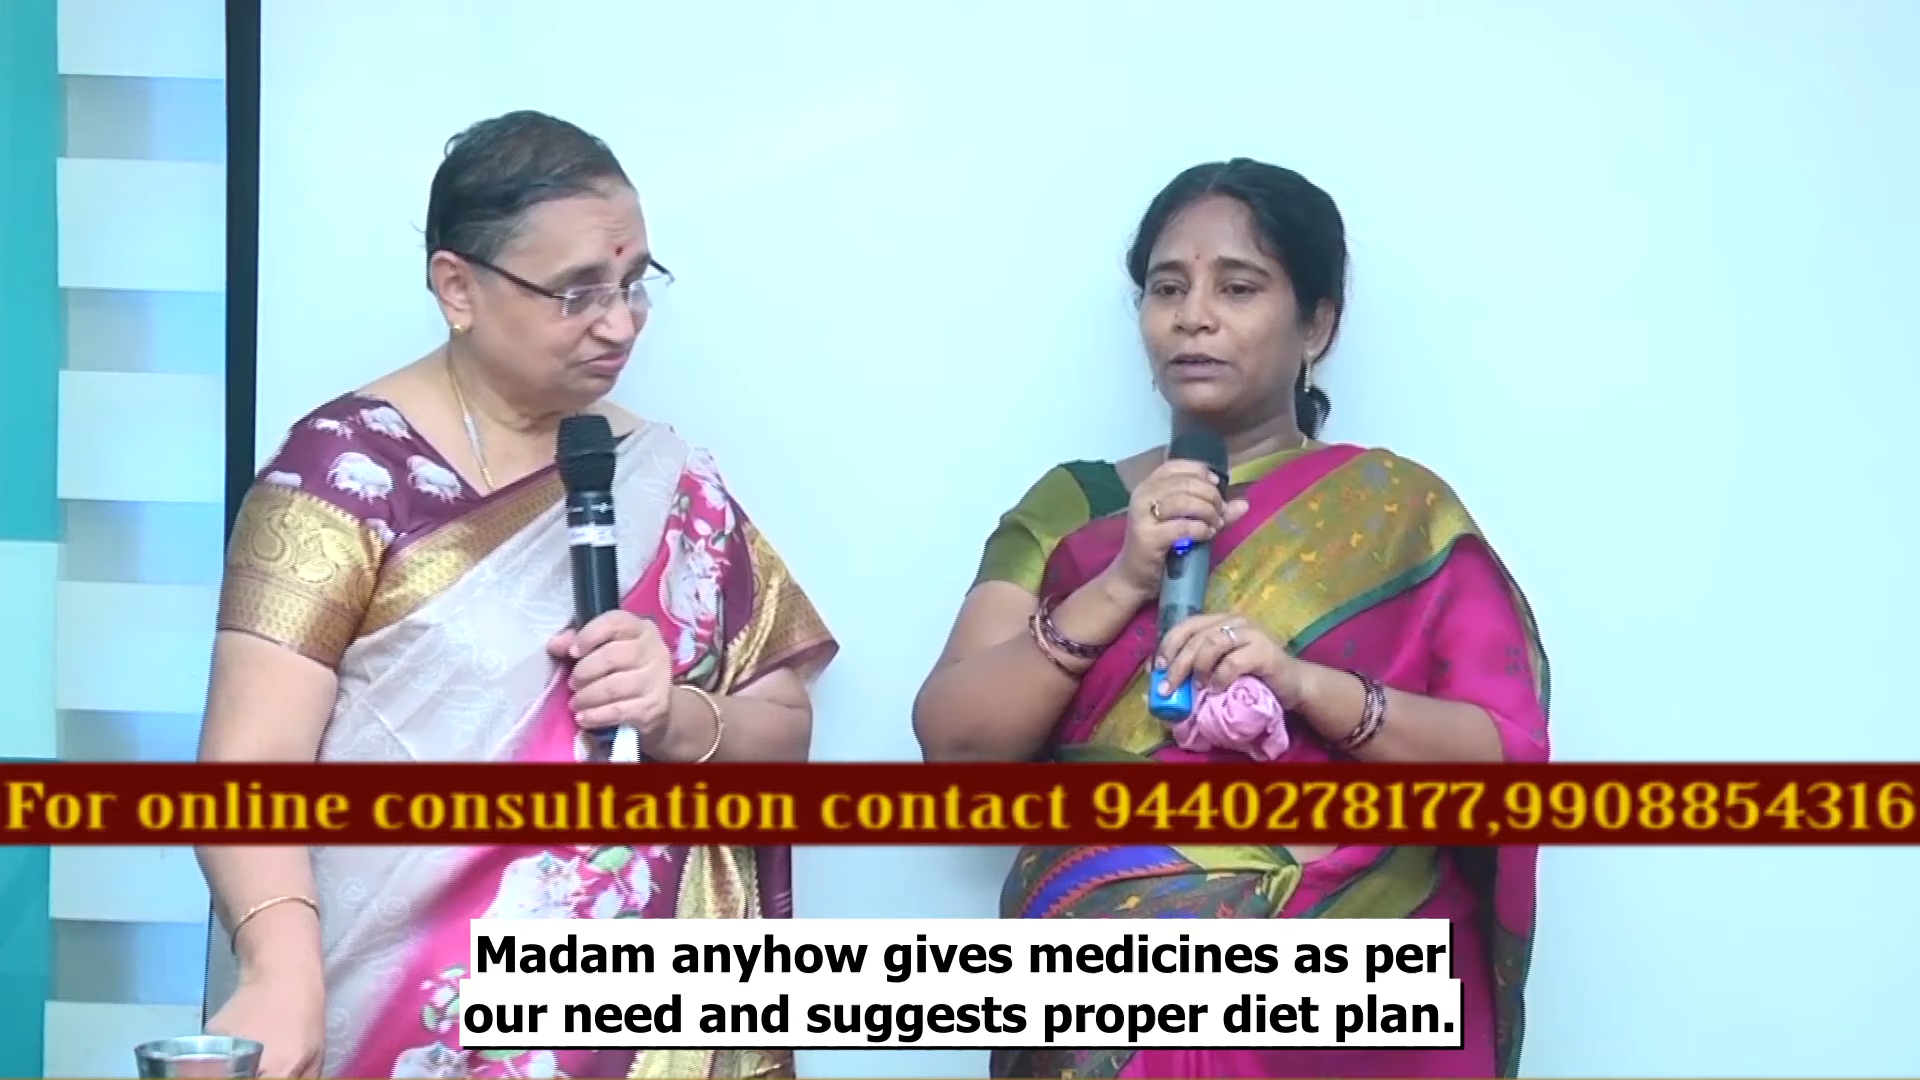 For online consultation contact 9440278177,9908854316
Madam anyhow gives medicines as per
our need and suggests proper diet plan.